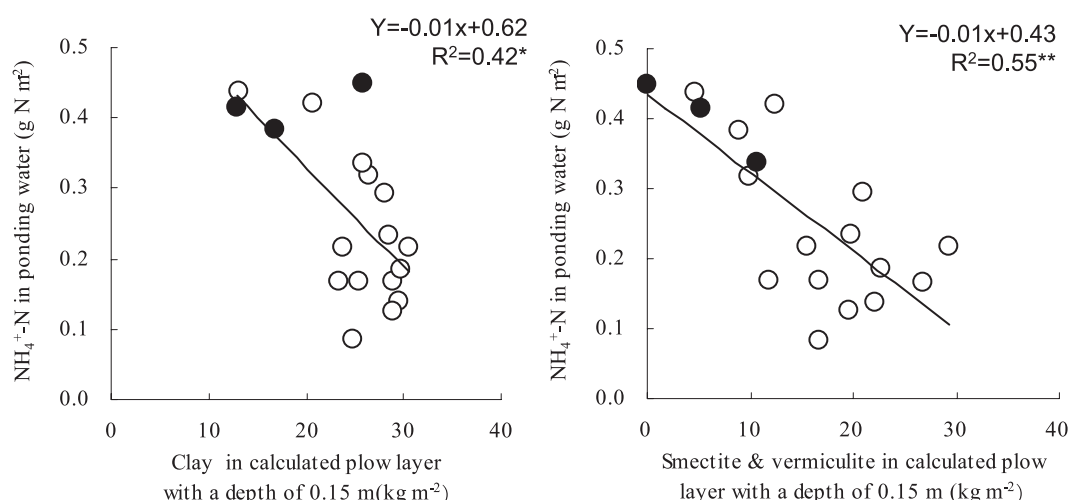 Y=-0.01x+0.62
R²=0.42*
0.5
0.4
0.3
0.2
0.1
0.0
NH₄⁺-N in ponding water (g N m²)
0 10 20 30 40
Clay in calculated plow layer
with a depth of 0.15 m(kg m⁻²)
Y=-0.01x+0.43
R²=0.55**
0.5
0.4
0.3
0.2
0.1
0.0
NH₄⁺-N in ponding water (g N m²)
0 10 20 30 40
Smectite & vermiculite in calculated plow
layer with a depth of 0.15 m (kg m⁻²)